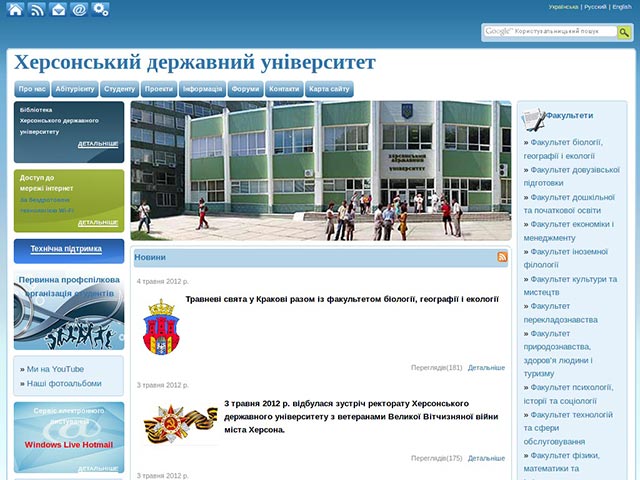 Українська | Русский | English
Google™ Користувальницький пошук
Херсонський державний університет
Про нас
Абітурієнту
Студенту
Проекти
Інформація
Форуми
Контакти
Карта сайту
Бібліотека
Херсонського державного
університету
ДЕТАЛЬНІШЕ
Доступ до
мережі інтернет
за бездротовою
технологією Wi-Fi
ДЕТАЛЬНІШЕ
Технічна підтримка
Первинна профспілкова
організація студентів
» Ми на YouTube
» Наші фотоальбоми
Сервіс електронного
листування
Windows Live Hotmail
ДЕТАЛЬНІШЕ
Херсонський
державний
університет
Новини
4 травня 2012 р.
Травневі свята у Кракові разом із факультетом біології, географії і екології
Переглядів(181) Детальніше
3 травня 2012 р.
3 травня 2012 р. відбулася зустріч ректорату Херсонського
державного університету з ветеранами Великої Вітчизняної війни
міста Херсона.
Переглядів(175) Детальніше
3 травня 2012 р.
Факультети
» Факультет біології,
географії і екології
» Факультет довузівської
підготовки
» Факультет дошкільної
та початкової освіти
» Факультет економіки і
менеджменту
» Факультет іноземної
філології
» Факультет культури та
мистецтв
» Факультет
перекладознавства
» Факультет
природознавства,
здоров'я людини і
туризму
» Факультет психології,
історії та соціології
» Факультет технологій та
сфери
обслуговування
» Факультет фізики,
математики та